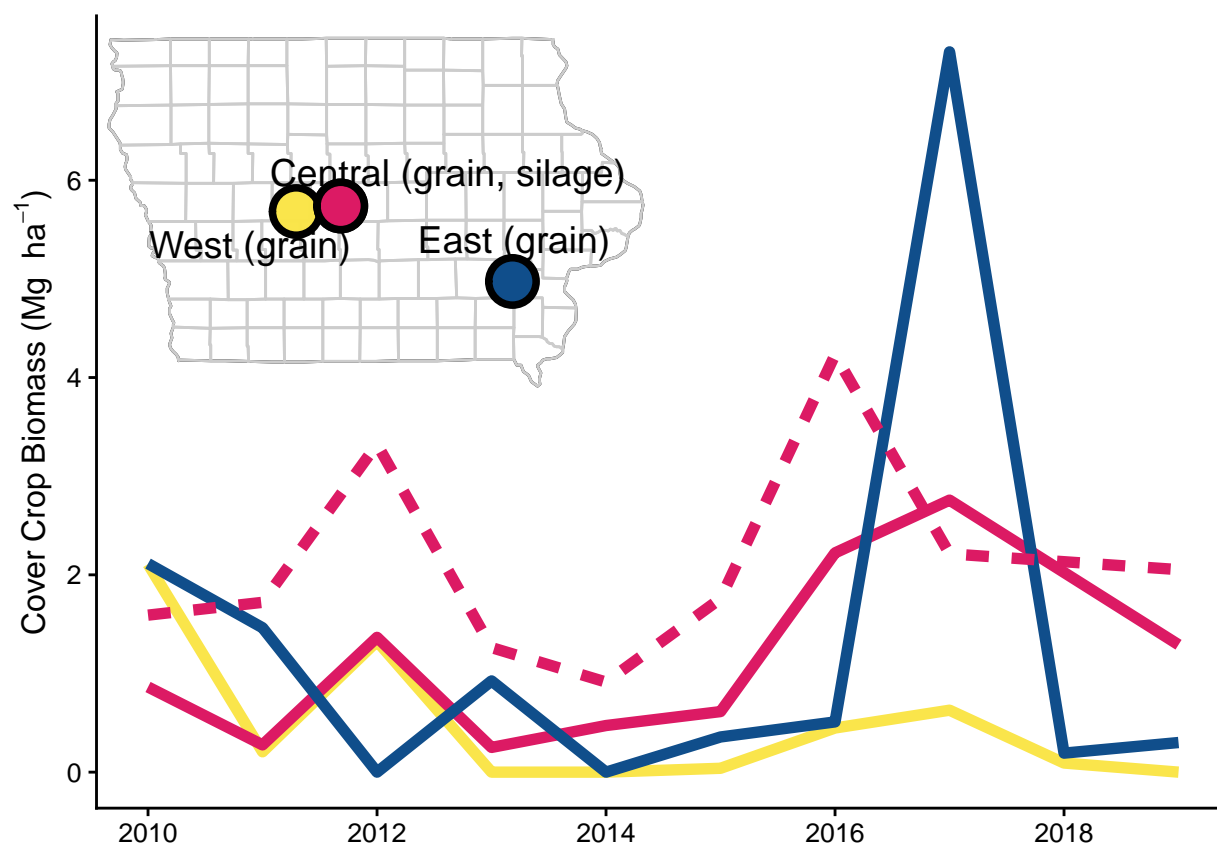 Cover Crop Biomass (Mg ha⁻¹)
6
4
2
0
Central (grain, silage)
West (grain)
East (grain)
2010
2012
2014
2016
2018